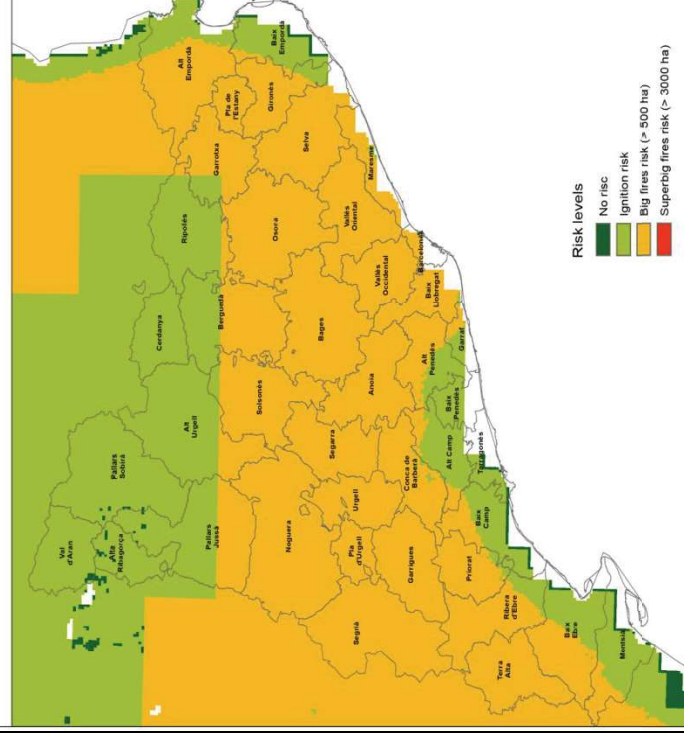 Val
d'Aran
Alta
Ribagorça
Pallars
Sobirà
Cerdanya
Ripollès
Alt
Empordà
Pallars
Jussà
Alt
Urgell
Berguedà
Garrotxa
Pla de
l'Estany
Baix
Empordà
Gironès
Noguera
Solsonès
Osora
Selva
Segrià
Pla
d'Urgell
Urgell
Segarra
Bages
Vallès
Oriental
Maresme
Garrigues
Conca de
Barberà
Anoia
Vallès
Occidental
Barcelonès
Baix
Llobregat
Alt
Penedès
Garraf
Baix
Penedès
Alt Camp
Tarragonès
Baix
Camp
Priorat
Ribera
d'Ebre
Terra
Alta
Baix
Ebre
Montsià
Risk levels
No risc
Ignition risk
Big fires risk (> 500 ha)
Superbig fires risk (> 3000 ha)